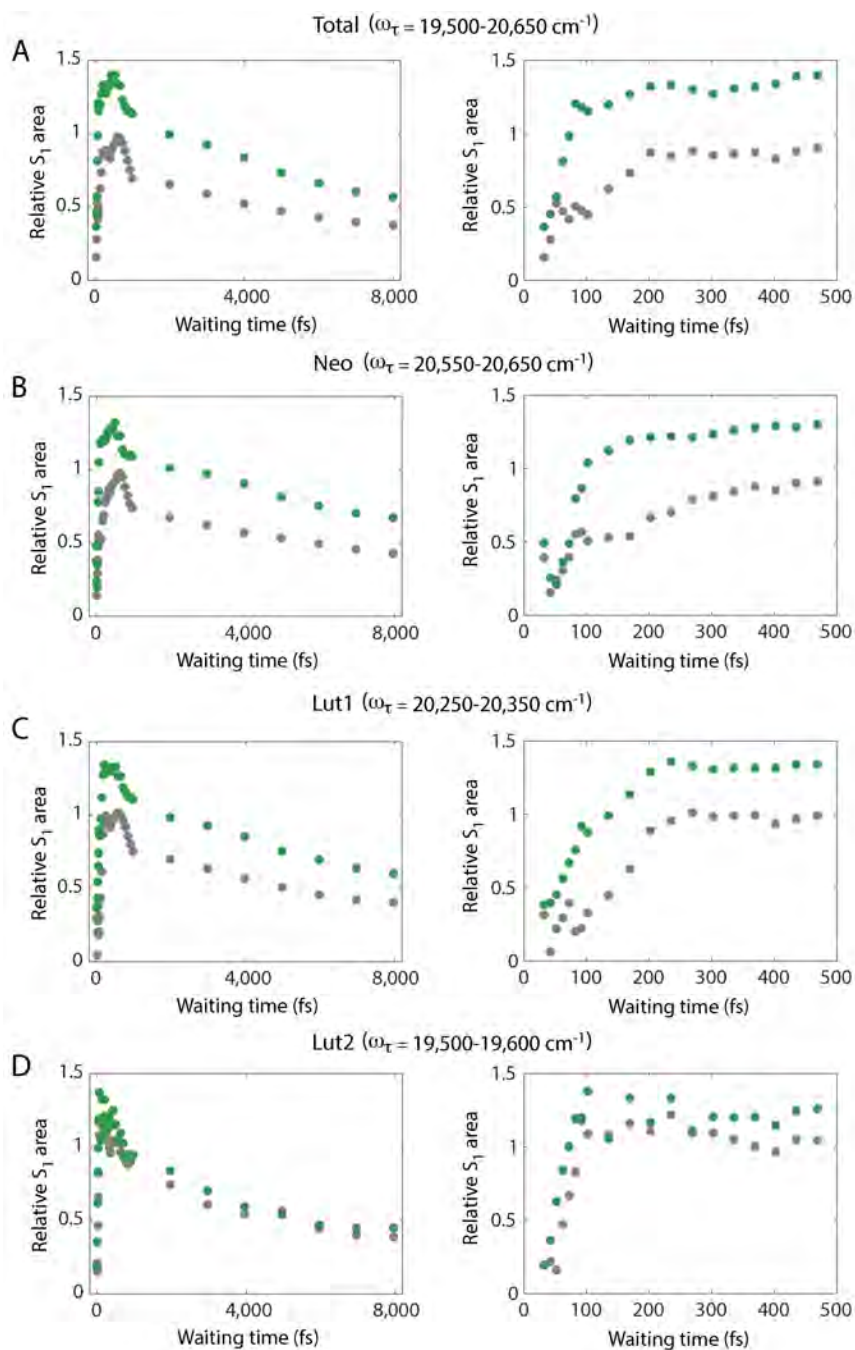 Total (ωτ = 19,500-20,650 cm⁻¹)
A
Relative S₁ area
1.5
1
0.5
0
0
4,000
8,000
Waiting time (fs)
Relative S₁ area
1.5
1
0.5
0
0
100
200
300
400
500
Waiting time (fs)
Neo (ωτ = 20,550-20,650 cm⁻¹)
B
Relative S₁ area
1.5
1
0.5
0
0
4,000
8,000
Waiting time (fs)
Relative S₁ area
1.5
1
0.5
0
0
100
200
300
400
500
Waiting time (fs)
Lut1 (ωτ = 20,250-20,350 cm⁻¹)
C
Relative S₁ area
1.5
1
0.5
0
0
4,000
8,000
Waiting time (fs)
Relative S₁ area
1.5
1
0.5
0
0
100
200
300
400
500
Waiting time (fs)
Lut2 (ωτ = 19,500-19,600 cm⁻¹)
D
Relative S₁ area
1.5
1
0.5
0
0
4,000
8,000
Waiting time (fs)
Relative S₁ area
1.5
1
0.5
0
0
100
200
300
400
500
Waiting time (fs)